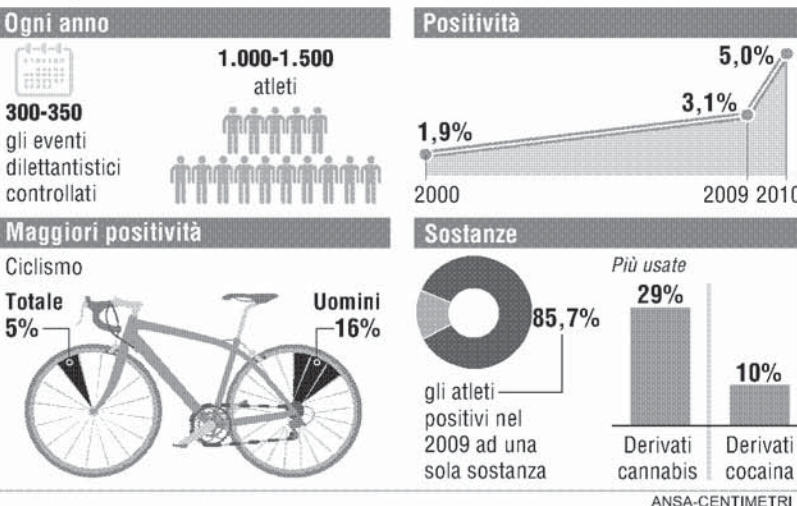 Ogni anno
300-350
gli eventi
dilettantistici
controllati
1.000-1.500
atleti
Positività
1,9%
3,1%
5,0%
2000
2009 2010
Maggiori positività
Ciclismo
Totale
5%
Uomini
16%
Sostanze
85,7%
gli atleti
positivi nel
2009 ad una
sola sostanza
Più usate
29%
10%
Derivati
cannabis
Derivati
cocaina
ANSA-CENTIMETRI